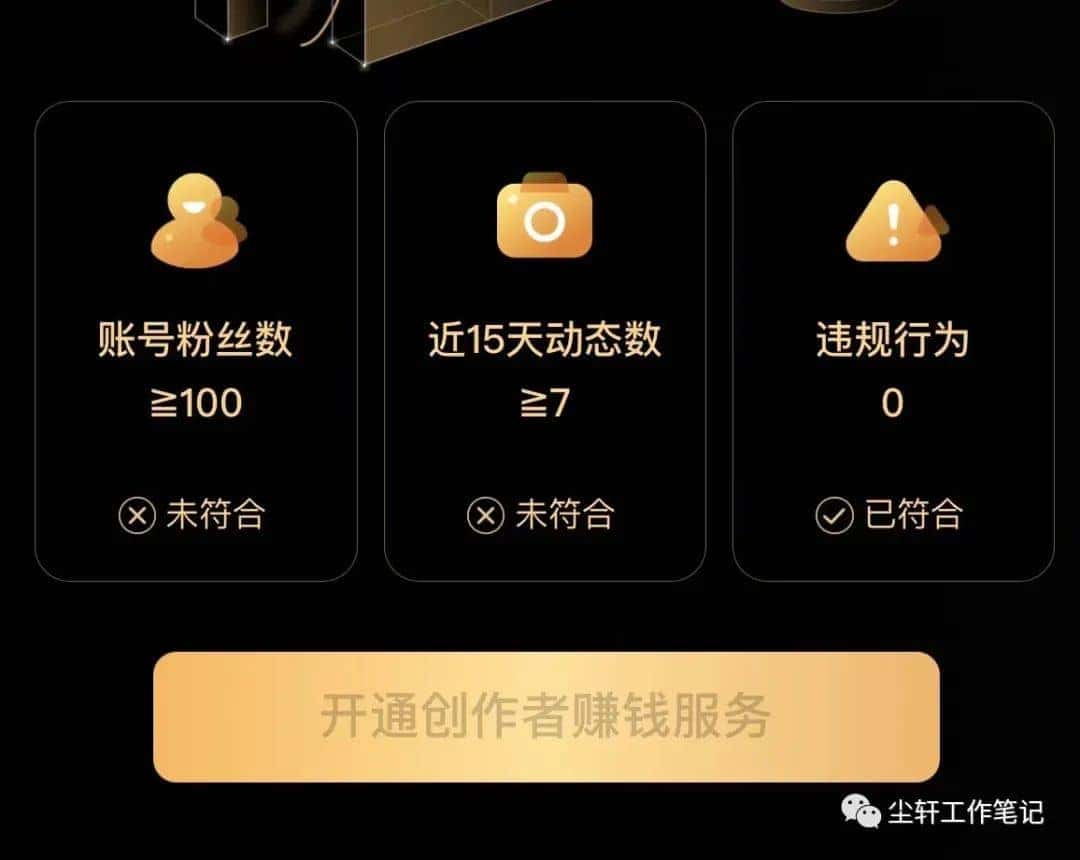 账号粉丝数
≧100
未符合
近15天动态数
≧7
未符合
违规行为
0
已符合
开通创作者赚钱服务
尘轩工作笔记